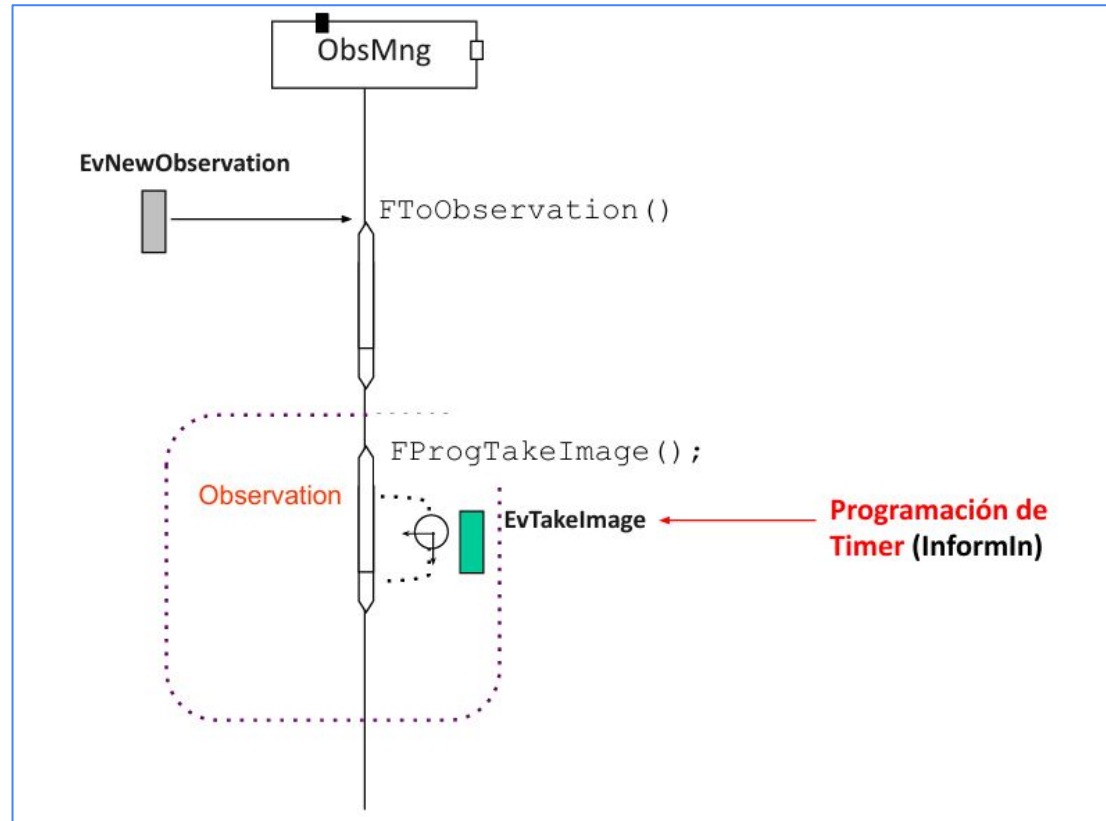 ObsMng
EvNewObservation
FToObservation()
FProgTakeImage();
Observation
EvTakeImage
Programación de
Timer (InformIn)